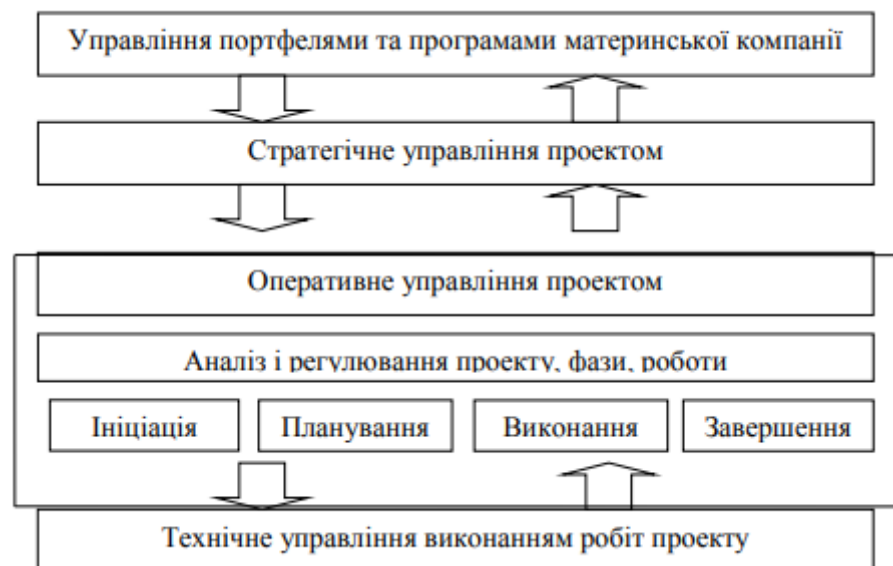 Управління портфелями та програмами материнської компанії
Стратегічне управління проектом
Оперативне управління проектом
Аналіз і регулювання проекту, фази, роботи
Ініціація Планування Виконання Завершення
Технічне управління виконанням робіт проекту